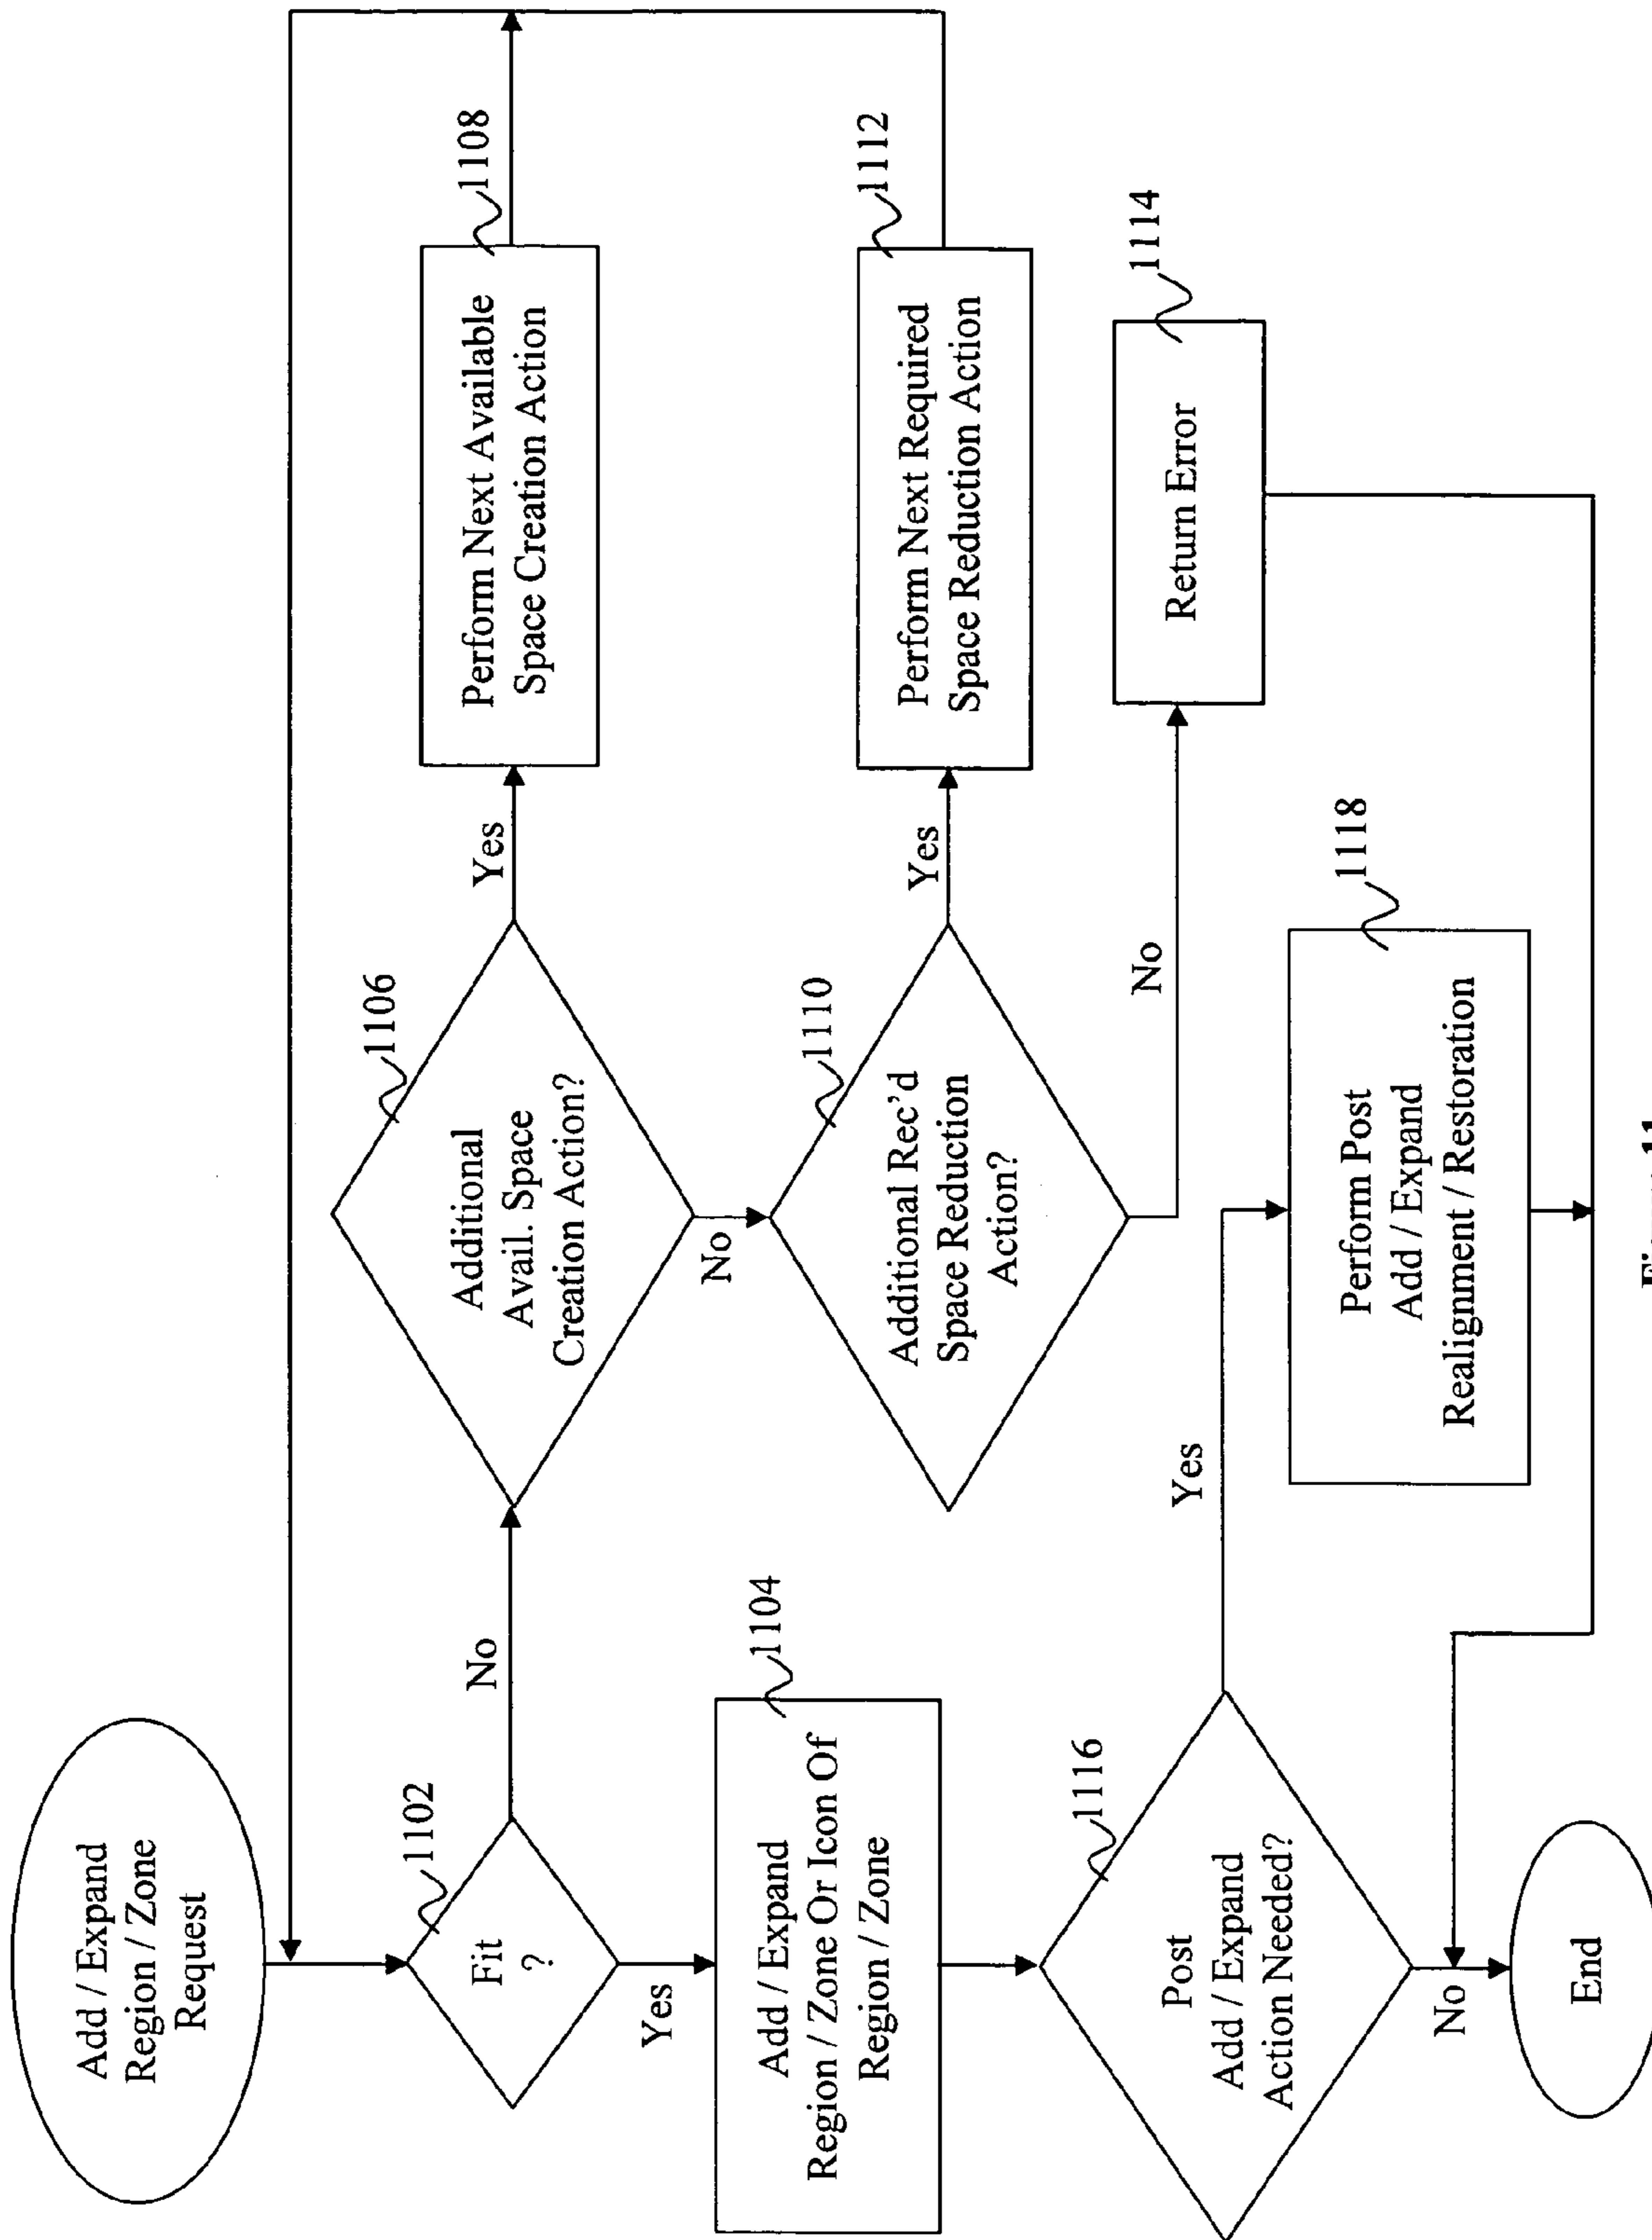 Add / Expand
Region / Zone
Request
1102
Fit
?
No
Yes
1104
Add / Expand
Region / Zone Or Icon Of
Region / Zone
1106
Additional
Avail. Space
Creation Action?
Yes
No
1108
Perform Next Available
Space Creation Action
1110
Additional Rec'd
Space Reduction
Action?
Yes
No
1112
Perform Next Required
Space Reduction Action
1114
Return Error
1116
Post
Add / Expand
Action Needed?
Yes
No
1118
Perform Post
Add / Expand
Realignment / Restoration
End
Figure 11